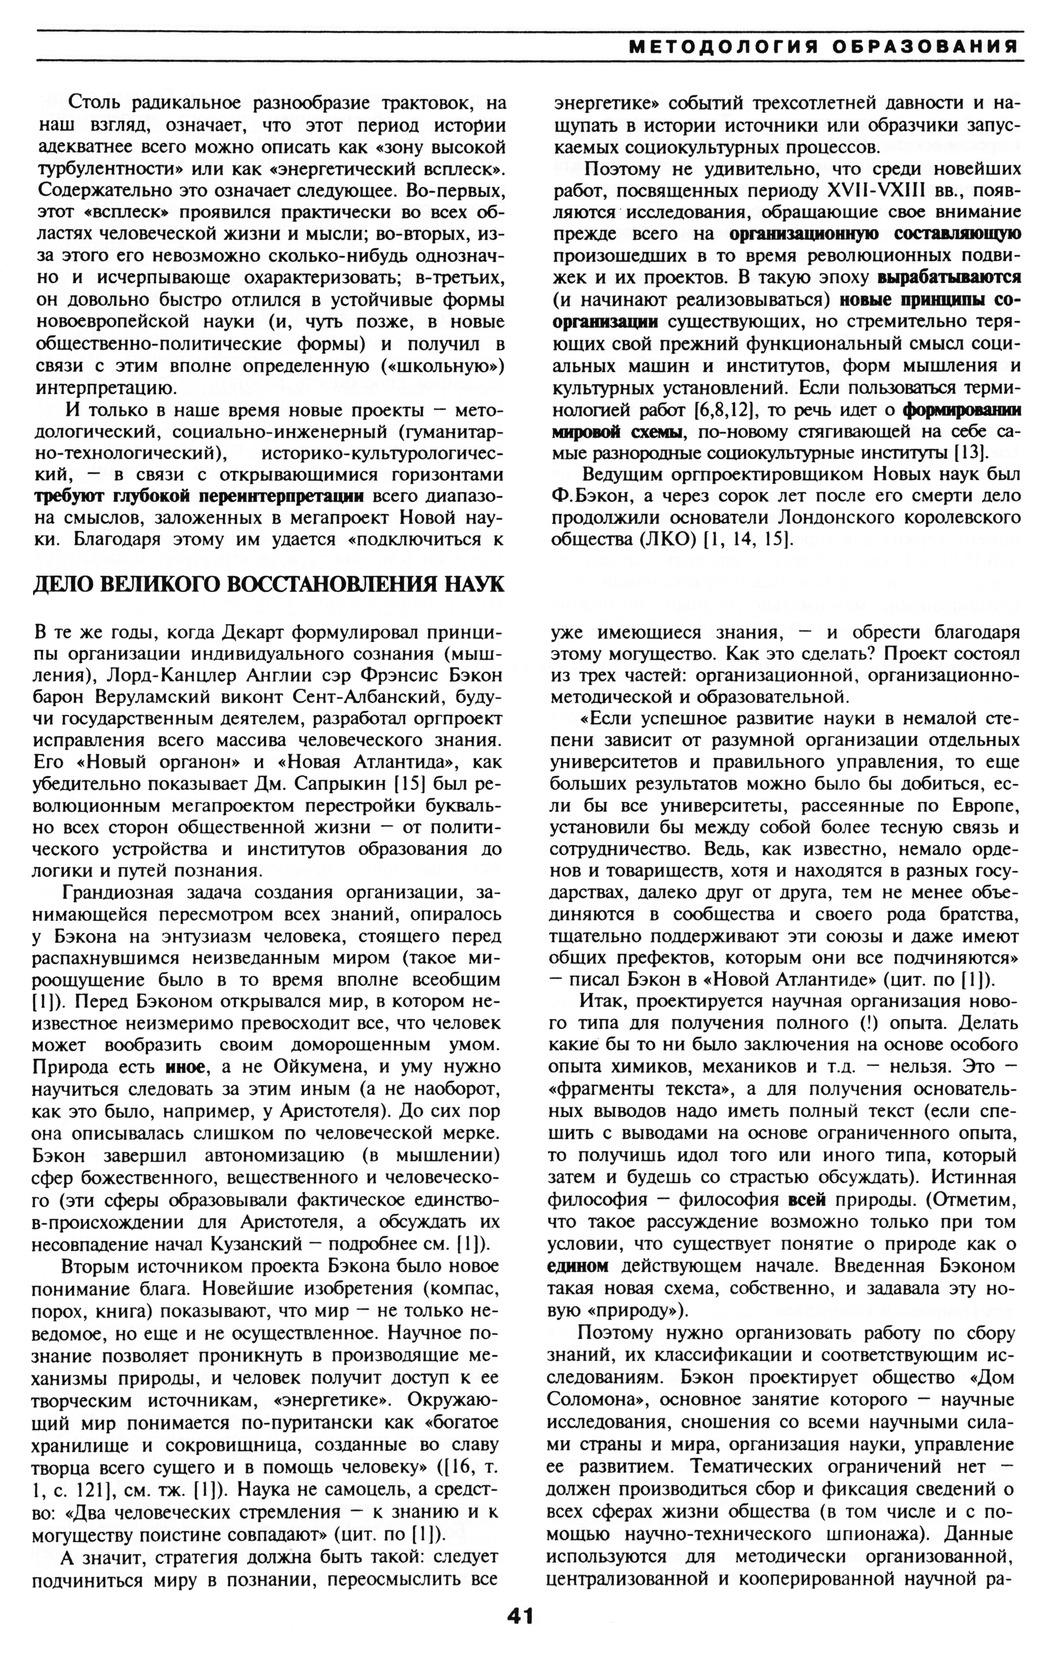 МЕТОДОЛОГИЯ ОБРАЗОВАНИЯ
Столь радикальное разнообразие трактовок, на
наш взгляд, означает, что этот период истории
адекватнее всего можно описать как «зону высокой
турбулентности» или как «энергетический всплеск».
Содержательно это означает следующее. Во-первых,
этот «всплеск» проявился практически во всех об-
ластях человеческой жизни и мысли; во-вторых, из-
за этого его невозможно сколько-нибудь однознач-
но и исчерпывающе охарактеризовать; в-третьих,
он довольно быстро отлился в устойчивые формы
новоевропейской науки (и, чуть позже, в новые
общественно-политические формы) и получил в
связи с этим вполне определенную («школьную»)
интерпретацию.
И только в наше время новые проекты — мето-
дологический, социально-инженерный (гуманитар-
но-технологический), историко-культурологичес-
кий, — в связи с открывающимися горизонтами
требуют глубокой переинтерпретации всего диапазо-
на смыслов, заложенных в мегапроект Новой нау-
ки. Благодаря этому им удается «подключиться к
энергетике» событий трехсотлетней давности и на-
щупать в истории источники или образчики запус-
каемых социокультурных процессов.
Поэтому не удивительно, что среди новейших
работ, посвященных периоду XVII-VXIII вв., появ-
ляются исследования, обращающие свое внимание
прежде всего на организационную составляющую
произошедших в то время революционных подви-
жек и их проектов. В такую эпоху вырабатываются
(и начинают реализовываться) новые принципы со-
организации существующих, но стремительно теря-
ющих свой прежний функциональный смысл соци-
альных машин и институтов, форм мышления и
культурных установлений. Если пользоваться терми-
нологией работ [6,8,12], то речь идет о формировании
мировой схемы, по-новому стягивающей на себе са-
мые разнородные социокультурные институты [13].
Ведущим оргпроектировщиком Новых наук был
Ф.Бэкон, а через сорок лет после его смерти дело
продолжили основатели Лондонского королевского
общества (ЛКО) [1, 14, 15].
ДЕЛО ВЕЛИКОГО ВОССТАНОВЛЕНИЯ НАУК
В те же годы, когда Декарт формулировал принци-
пы организации индивидуального сознания (мыш-
ления), Лорд-Канцлер Англии сэр Фрэнсис Бэкон
барон Веруламский виконт Сент-Албанский, буду-
чи государственным деятелем, разработал оргпроект
исправления всего массива человеческого знания.
Его «Новый органон» и «Новая Атлантида», как
убедительно показывает Дм. Сапрыкин [15] был ре-
волюционным мегапроектом перестройки букваль-
но всех сторон общественной жизни — от полити-
ческого устройства и институтов образования до
логики и путей познания.
Грандиозная задача создания организации, за-
нимающейся пересмотром всех знаний, опиралось
у Бэкона на энтузиазм человека, стоящего перед
распахнувшимся неизведанным миром (такое ми-
роощущение было в то время вполне всеобщим
[1]). Перед Бэконом открывался мир, в котором не-
известное неизмеримо превосходит все, что человек
может вообразить своим доморощенным умом.
Природа есть иное, а не Ойкумена, и уму нужно
научиться следовать за этим иным (а не наоборот,
как это было, например, у Аристотеля). До сих пор
она описывалась слишком по человеческой мерке.
Бэкон завершил автономизацию (в мышлении)
сфер божественного, вещественного и человеческо-
го (эти сферы образовывали фактическое единство-
в-происхождении для Аристотеля, а обсуждать их
несовпадение начал Кузанский — подробнее см. [1]).
Вторым источником проекта Бэкона было новое
понимание блага. Новейшие изобретения (компас,
порох, книга) показывают, что мир — не только не-
ведомое, но еще и не осуществленное. Научное по-
знание позволяет проникнуть в производящие ме-
ханизмы природы, и человек получит доступ к ее
творческим источникам, «энергетике». Окружаю-
щий мир понимается по-пуритански как «богатое
хранилище и сокровищница, созданные во славу
творца всего сущего и в помощь человеку» ([16, т.
1, с. 121], см. тж. [1]). Наука не самоцель, а средст-
во: «Два человеческих стремления — к знанию и к
могуществу поистине совпадают» (цит. по [1]).
А значит, стратегия должна быть такой: следует
подчиниться миру в познании, переосмыслить все
уже имеющиеся знания, — и обрести благодаря
этому могущество. Как это сделать? Проект состоял
из трех частей: организационной, организационно-
методической и образовательной.
«Если успешное развитие науки в немалой сте-
пени зависит от разумной организации отдельных
университетов и правильного управления, то еще
больших результатов можно было бы добиться, ес-
ли бы все университеты, рассеянные по Европе,
установили бы между собой более тесную связь и
сотрудничество. Ведь, как известно, немало орде-
нов и товариществ, хотя и находятся в разных госу-
дарствах, далеко друг от друга, тем не менее объе-
диняются в сообщества и своего рода братства,
тщательно поддерживают эти союзы и даже имеют
общих префектов, которым они все подчиняются»
— писал Бэкон в «Новой Атлантиде» (цит. по [1]).
Итак, проектируется научная организация ново-
го типа для получения полного (!) опыта. Делать
какие бы то ни было заключения на основе особого
опыта химиков, механиков и т.д. — нельзя. Это —
«фрагменты текста», а для получения основатель-
ных выводов надо иметь полный текст (если спе-
шить с выводами на основе ограниченного опыта,
то получишь идол того или иного типа, который
затем и будешь со страстью обсуждать). Истинная
философия — философия всей природы. (Отметим,
что такое рассуждение возможно только при том
условии, что существует понятие о природе как о
едином действующем начале. Введенная Бэконом
такая новая схема, собственно, и задавала эту но-
вую «природу»).
Поэтому нужно организовать работу по сбору
знаний, их классификации и соответствующим ис-
следованиям. Бэкон проектирует общество «Дом
Соломона», основное занятие которого — научные
исследования, сношения со всеми научными сила-
ми страны и мира, организация науки, управление
ее развитием. Тематических ограничений нет —
должен производиться сбор и фиксация сведений о
всех сферах жизни общества (в том числе и с по-
мощью научно-технического шпионажа). Данные
используются для методически организованной,
централизованной и кооперированной научной ра-
41